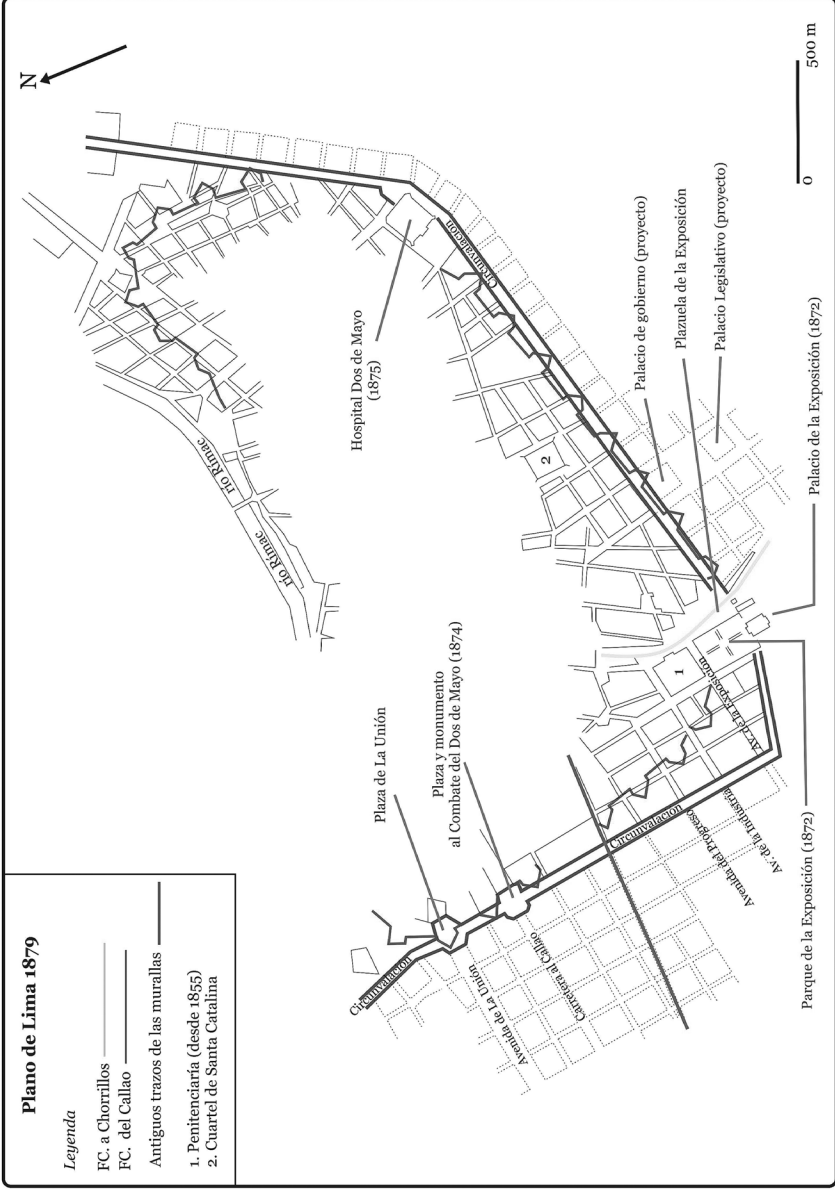 Plano de Lima 1879
Leyenda
FC. a Chorrillos
FC. del Callao
Antiguos trazos de las murallas
1. Penitenciaría (desde 1855)
2. Cuartel de Santa Catalina
N
río Rímac
río Rímac
Hospital Dos de Mayo
(1875)
Circunvalación
2
Palacio de gobierno (proyecto)
Plazuela de la Exposición
Palacio Legislativo (proyecto)
Palacio de la Exposición (1872)
500 m
0
Plaza de La Unión
Plaza y monumento
al Combate del Dos de Mayo (1874)
1
Av. de la Exposición
Circunvalación
Avenida del Progreso
Av. de la Industria
Circunvalación
Avenida de La Unión
Carretera al Callao
Parque de la Exposición (1872)